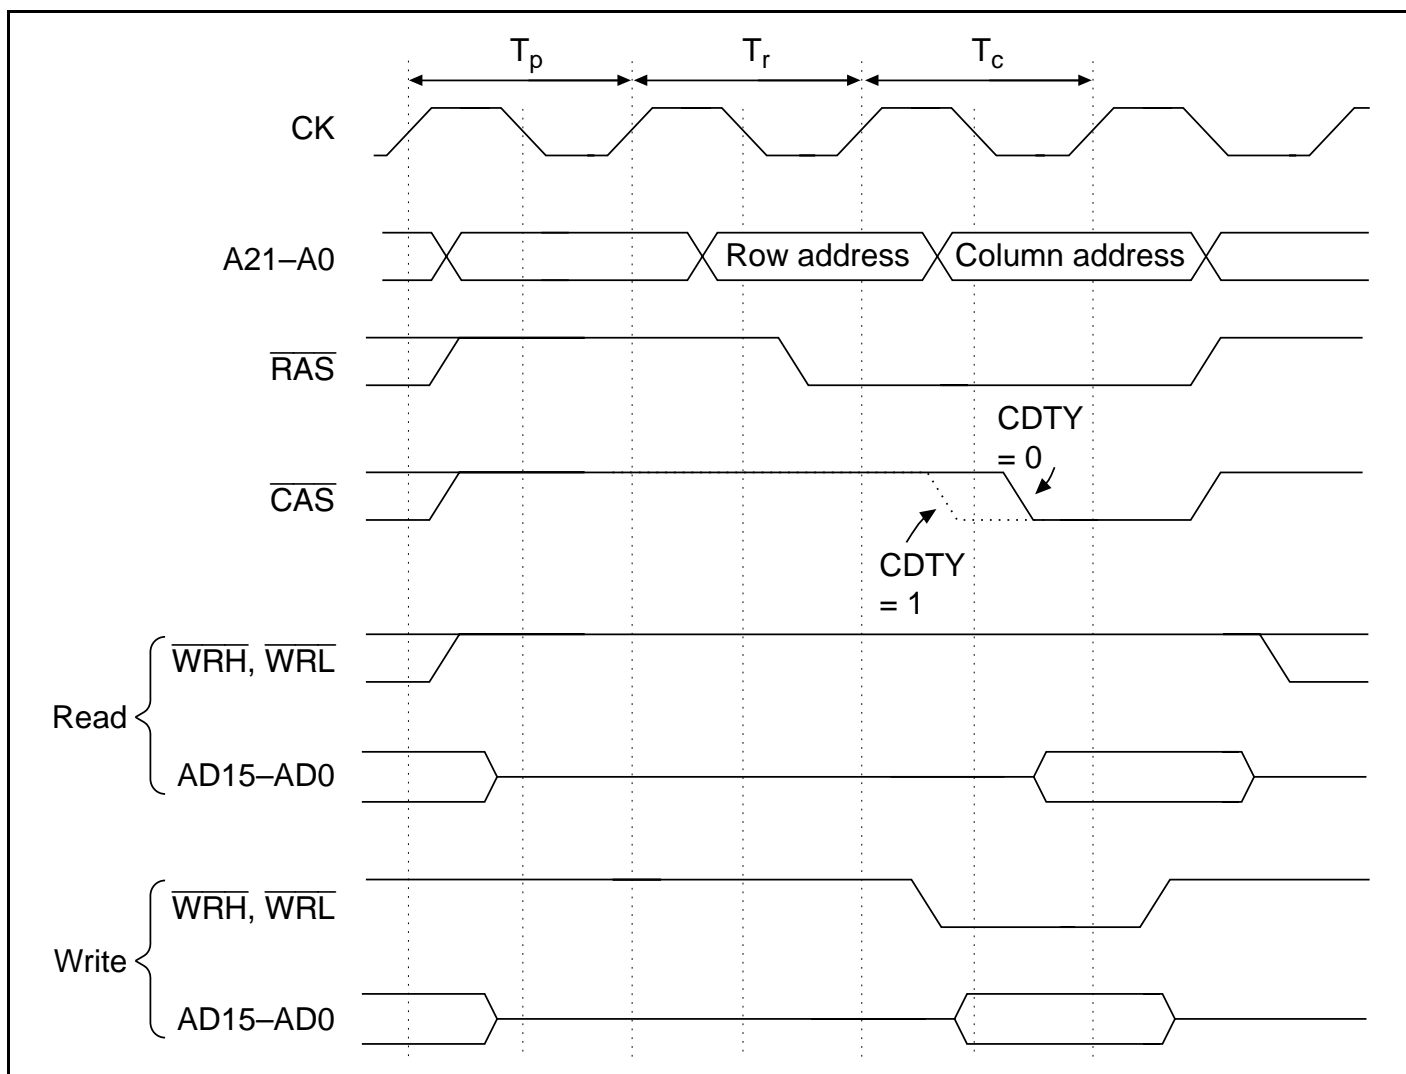 Tp Tr Tc
CK
A21–A0 Row address Column address
RAS
CDTY
= 0
CAS
CDTY
= 1
WRH, WRL
Read
AD15–AD0
WRH, WRL
Write
AD15–AD0